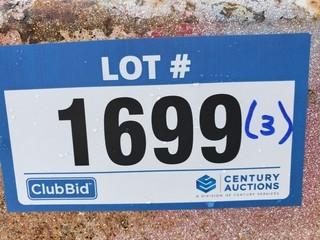 LOT #
1699 (3)
ClubBid
CENTURY
AUCTIONS
A DIVISION OF CENTURY SERVICES